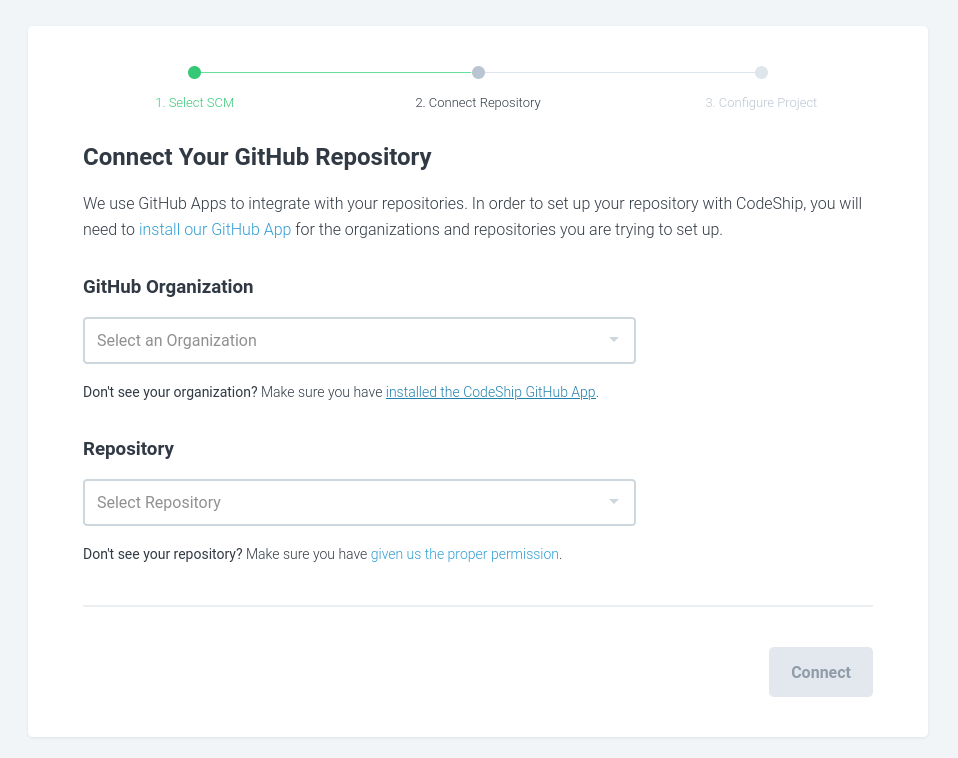 1. Select SCM
2. Connect Repository
3. Configure Project
Connect Your GitHub Repository
We use GitHub Apps to integrate with your repositories. In order to set up your repository with CodeShip, you will
need to install our GitHub App for the organizations and repositories you are trying to set up.
GitHub Organization
Select an Organization
Don't see your organization? Make sure you have installed the CodeShip GitHub App.
Repository
Select Repository
Don't see your repository? Make sure you have given us the proper permission.
Connect